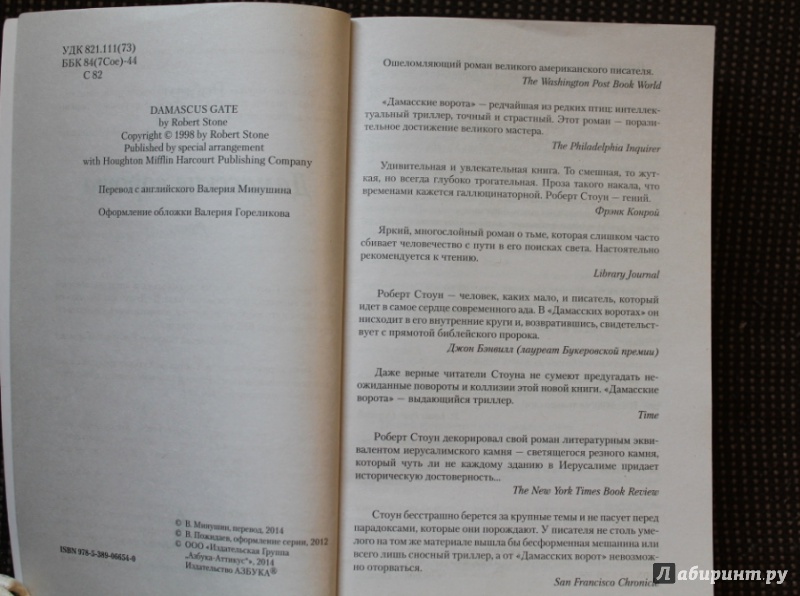 УДК 821.111(73)
ББК 84(7Сое)-44
С 82
DAMASCUS GATE
by Robert Stone
Copyright © 1998 by Robert Stone
Published by special arrangement
with Houghton Mifflin Harcourt Publishing Company
Перевод с английского Валерия Минушина
Оформление обложки Валерия Гореликова
© В. Минушин, перевод, 2014
© В. Пожидаев, оформление серии, 2012
© ООО «Издательская Группа
„Азбука-Аттикус“», 2014
Издательство АЗБУКА®
ISBN 978-5-389-06654-0
Ошеломляющий роман великого американского писателя.
The Washington Post Book World
«Дамасские ворота» — редчайшая из редких птиц: интеллек-
туальный триллер, точный и страстный. Этот роман — порази-
тельное достижение великого мастера.
The Philadelphia Inquirer
Удивительная и увлекательная книга. То смешная, то жут-
кая, но всегда глубоко трогательная. Проза такого накала, что
временами кажется галлюцинаторной. Роберт Стоун — гений.
Фрэнк Конрой
Яркий, многослойный роман о тьме, которая слишком часто
сбивает человечество с пути в его поисках света. Настоятельно
рекомендуется к чтению.
Library Journal
Роберт Стоун — человек, каких мало, и писатель, который
идет в самое сердце современного ада. В «Дамасских воротах» он
нисходит в его внутренние круги и, возвратившись, свидетельст-
вует с прямотой библейского пророка.
Джон Бэнвилл (лауреат Букеровской премии)
Даже верные читатели Стоуна не сумеют предугадать не-
ожиданные повороты и коллизии этой новой книги. «Дамасские
ворота» — выдающийся триллер.
Time
Роберт Стоун декорировал свой роман литературным экви-
валентом иерусалимского камня — светящегося резного камня,
который чуть ли не каждому зданию в Иерусалиме придает
историческую достоверность...
The New York Times Book Review
Стоун бесстрашно берется за крупные темы и не пасует перед
парадоксами, которые они порождают. У писателя не столь уме-
лого на том же материале вышла бы бесформенная мешанина или
всего лишь сносный триллер, а от «Дамасских ворот» невозмож-
но оторваться.
San Francisco Chronicle
Лабиринт.ру